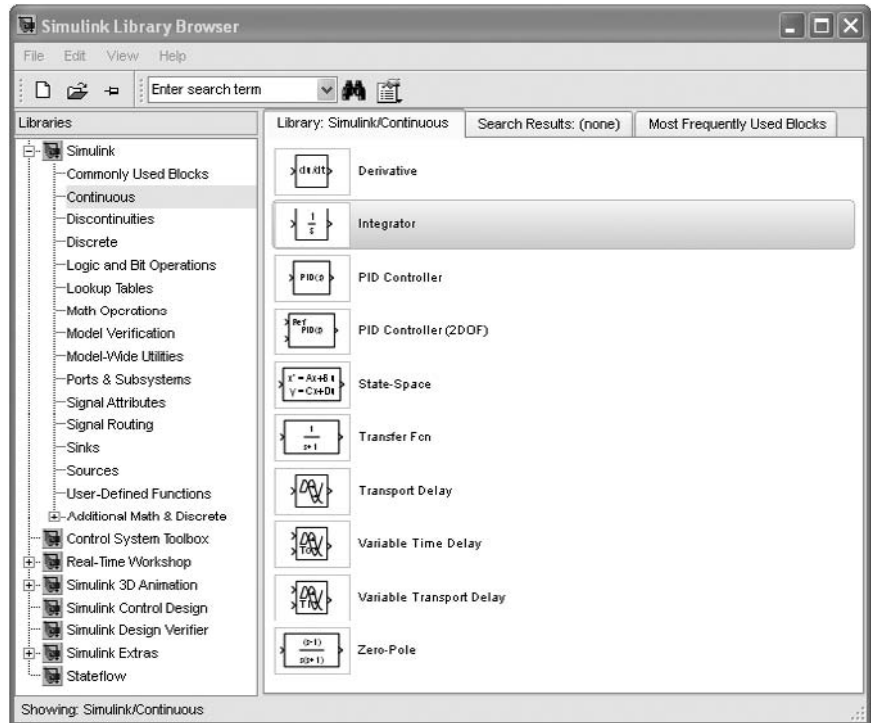 Simulink Library Browser
File Edit View Help
Enter search term
Libraries
Simulink
Commonly Used Blocks
Continuous
Discontinuities
Discrete
Logic and Bit Operations
Lookup Tables
Math Operations
Model Verification
Model-Wide Utilities
Ports & Subsystems
Signal Attributes
Signal Routing
Sinks
Sources
User-Defined Functions
Additional Math & Discrete
Control System Toolbox
Real-Time Workshop
Simulink 3D Animation
Simulink Control Design
Simulink Design Verifier
Simulink Extras
Stateflow
Library: Simulink/Continuous Search Results: (none) Most Frequently Used Blocks
du/dt Derivative
1
s
Integrator
PID Controller
Ref
PID Controller (2DOF)
x' = Ax+Bu
y = Cx+Du
State-Space
1
s+1
Transfer Fcn
Transport Delay
Variable Time Delay
Variable Transport Delay
(s-1)
s(s+1)
Zero-Pole
Showing: Simulink/Continuous